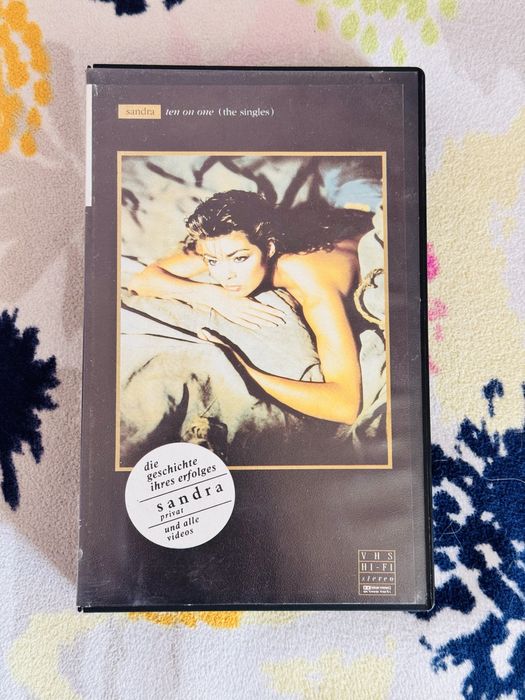 sandra ten on one (the singles)
die
geschichte
ihres erfolges
sandra
privat
und alle
videos
VHS
HI-FI
stereo